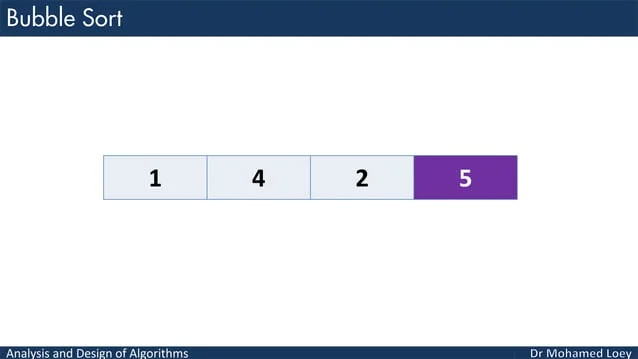 Bubble Sort
1 4 2 5
Analysis and Design of Algorithms Dr Mohamed Loey